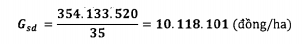 G_sd = 354.133.520 / 35 = 10.118.101 (đồng/ha)